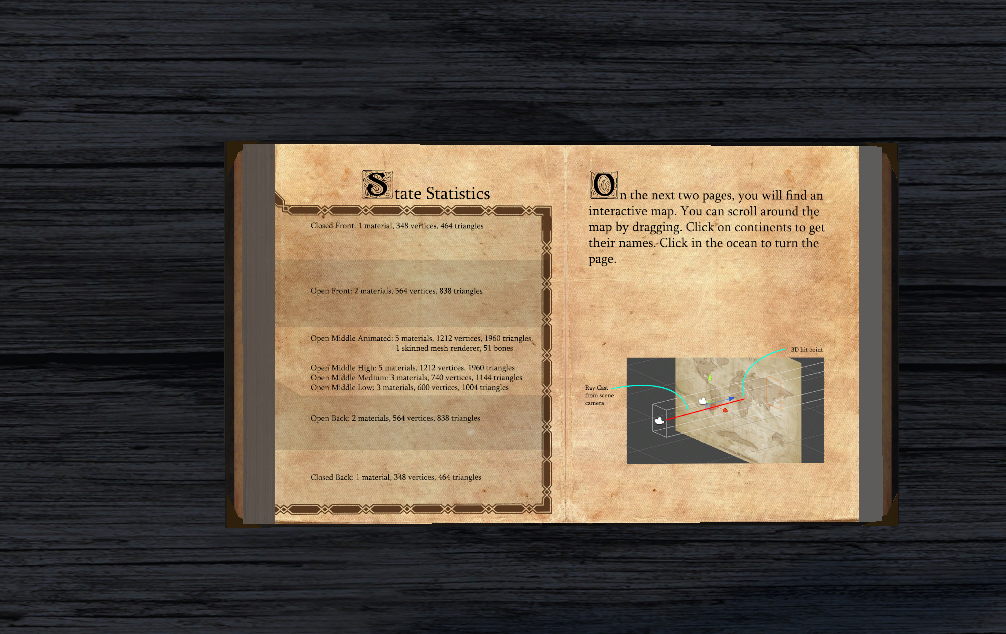 State Statistics
Closed Front: 1 material, 348 vertices, 464 triangles
Open Front: 2 materials, 564 vertices, 838 triangles
Open Middle Animated: 5 materials, 1212 vertices, 1960 triangles,
1 skinned mesh renderer, 51 bones
Open Middle High: 5 materials, 1212 vertices, 1960 triangles
Open Middle Medium: 3 materials, 740 vertices, 1144 triangles
Open Middle Low: 3 materials, 600 vertices, 1004 triangles
Open Back: 2 materials, 564 vertices, 838 triangles
Closed Back: 1 material, 348 vertices, 464 triangles
On the next two pages, you will find an
interactive map. You can scroll around the
map by dragging. Click on continents to get
their names. Click in the ocean to turn the
page.
3D hit point
Ray Cast
from scene
camera